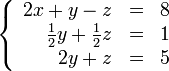 2x + y − z = 8
½y + ½z = 1
2y + z = 5